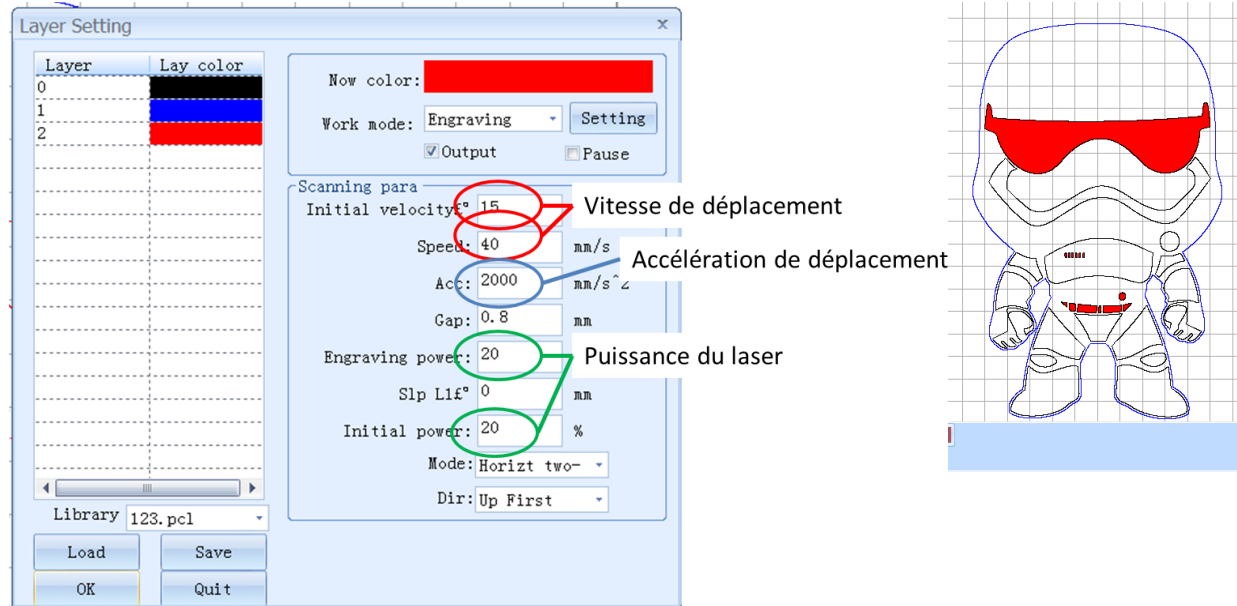 Layer Setting
x
Layer Lay color
0
1
2
Now color:
Work mode: Engraving Setting
Output Pause
Scanning para
Initial velocity£° 15
Vitesse de déplacement
Speed: 40 mm/s
Accélération de déplacement
Acc: 2000 mm/s^2
Gap: 0.8 mm
Engraving power: 20
Puissance du laser
Slp L1£° 0 mm
Initial power: 20 %
Mode: Horizt two-
Dir: Up First
Library 123.pcl
Load Save
OK Quit